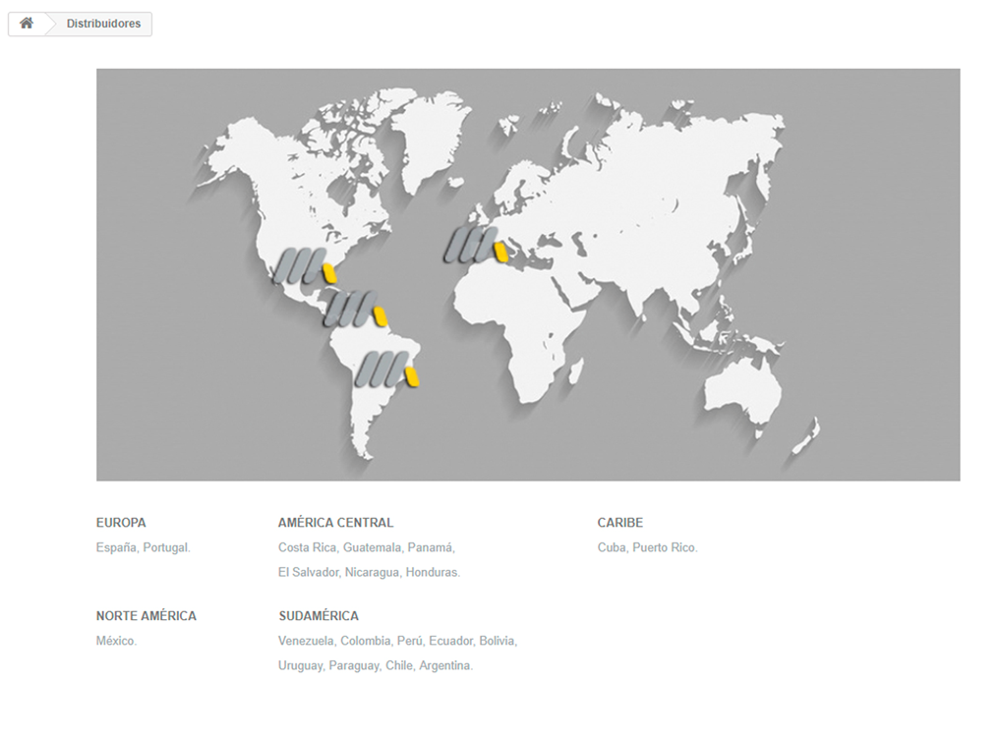 Distribuidores
EUROPA
España, Portugal.
AMÉRICA CENTRAL
Costa Rica, Guatemala, Panamá,
El Salvador, Nicaragua, Honduras.
CARIBE
Cuba, Puerto Rico.
NORTE AMÉRICA
México.
SUDAMÉRICA
Venezuela, Colombia, Perú, Ecuador, Bolivia,
Uruguay, Paraguay, Chile, Argentina.